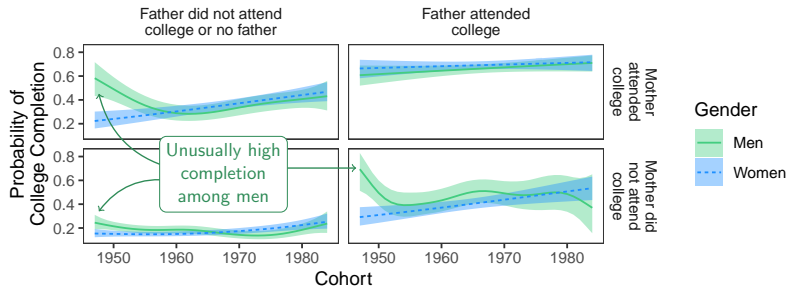 Father did not attend
college or no father
Father attended
college
Probability of
College Completion
0.8
0.6
0.4
0.2
Mother
attended
college
0.8
0.6
0.4
0.2
Mother did
not attend
college
Unusually high
completion
among men
1950
1960
1970
1980
1950
1960
1970
1980
Cohort
Gender
Men
Women